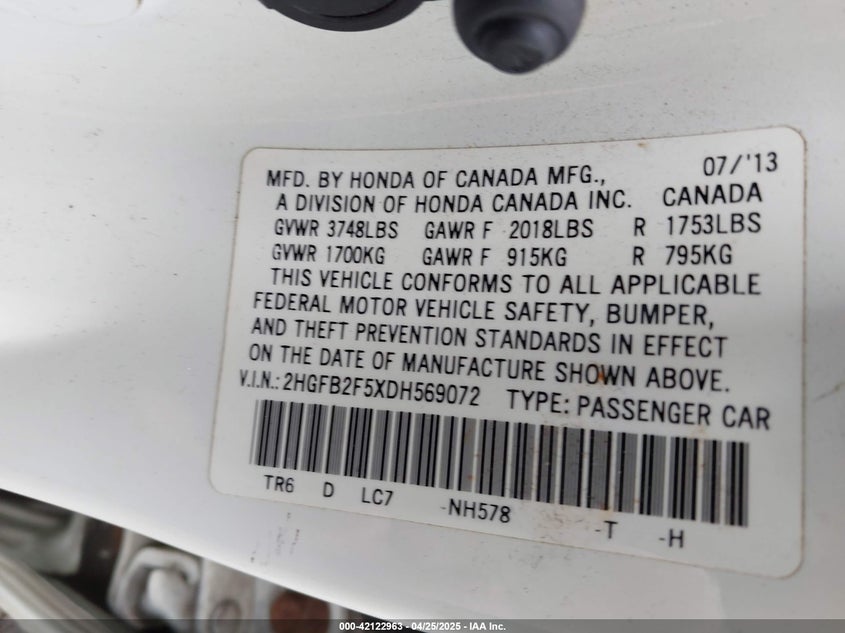 07/'13
MFD. BY HONDA OF CANADA MFG.,
A DIVISION OF HONDA CANADA INC. CANADA
GVWR 3748LBS GAWR F 2018LBS R 1753LBS
GVWR 1700KG GAWR F 915KG R 795KG
THIS VEHICLE CONFORMS TO ALL APPLICABLE
FEDERAL MOTOR VEHICLE SAFETY, BUMPER,
AND THEFT PREVENTION STANDARDS IN EFFECT
ON THE DATE OF MANUFACTURE SHOWN ABOVE.
V.I.N.: 2HGFB2F5XDH569072 TYPE: PASSENGER CAR
TR6 D LC7 -NH578 -T -H
000-42122963 - 04/25/2025 - IAA Inc.